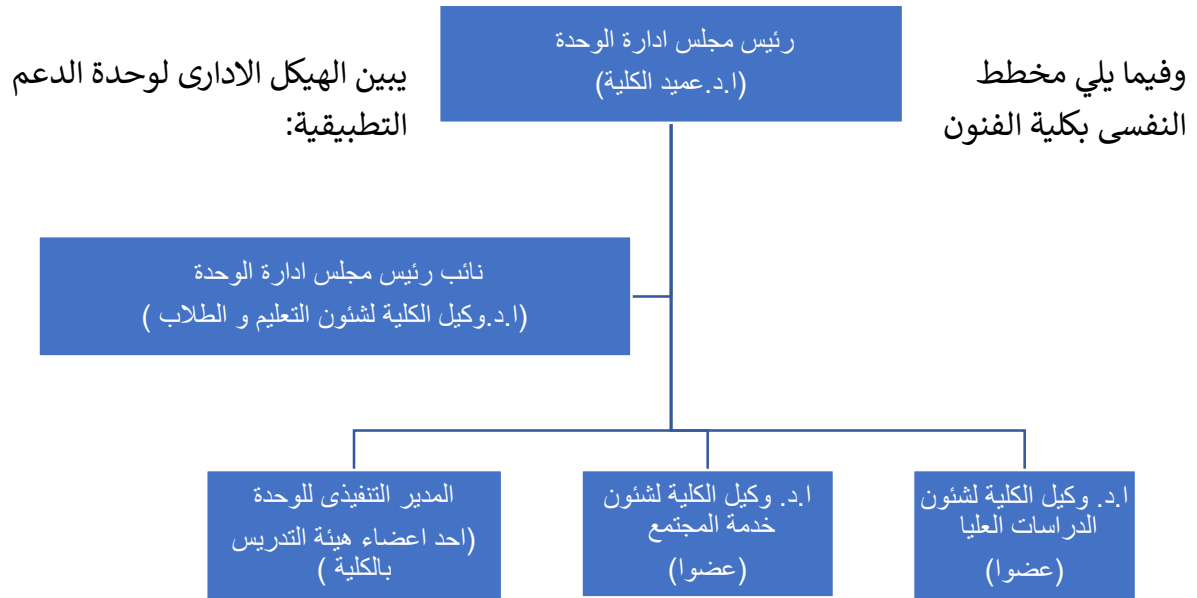 وفيما يلي مخطط يبين الهيكل الادارى لوحدة الدعم
النفسى بكلية الفنون التطبيقية:
رئيس مجلس ادارة الوحدة
(ا.د.عميد الكلية)
نائب رئيس مجلس ادارة الوحدة
(ا.د.وكيل الكلية لشئون التعليم و الطلاب )
ا.د. وكيل الكلية لشئون
الدراسات العليا
(عضوا)
ا.د. وكيل الكلية لشئون
خدمة المجتمع
(عضوا)
المدير التنفيذى للوحدة
(احد اعضاء هيئة التدريس
بالكلية )